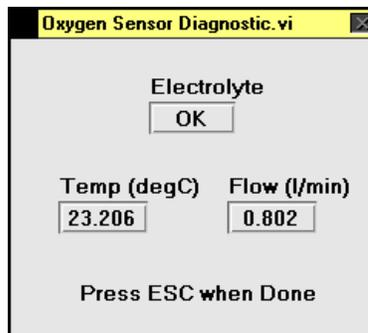 Oxygen Sensor Diagnostic.vi
Electrolyte
OK
Temp (degC) Flow (l/min)
23.206 0.802
Press ESC when Done